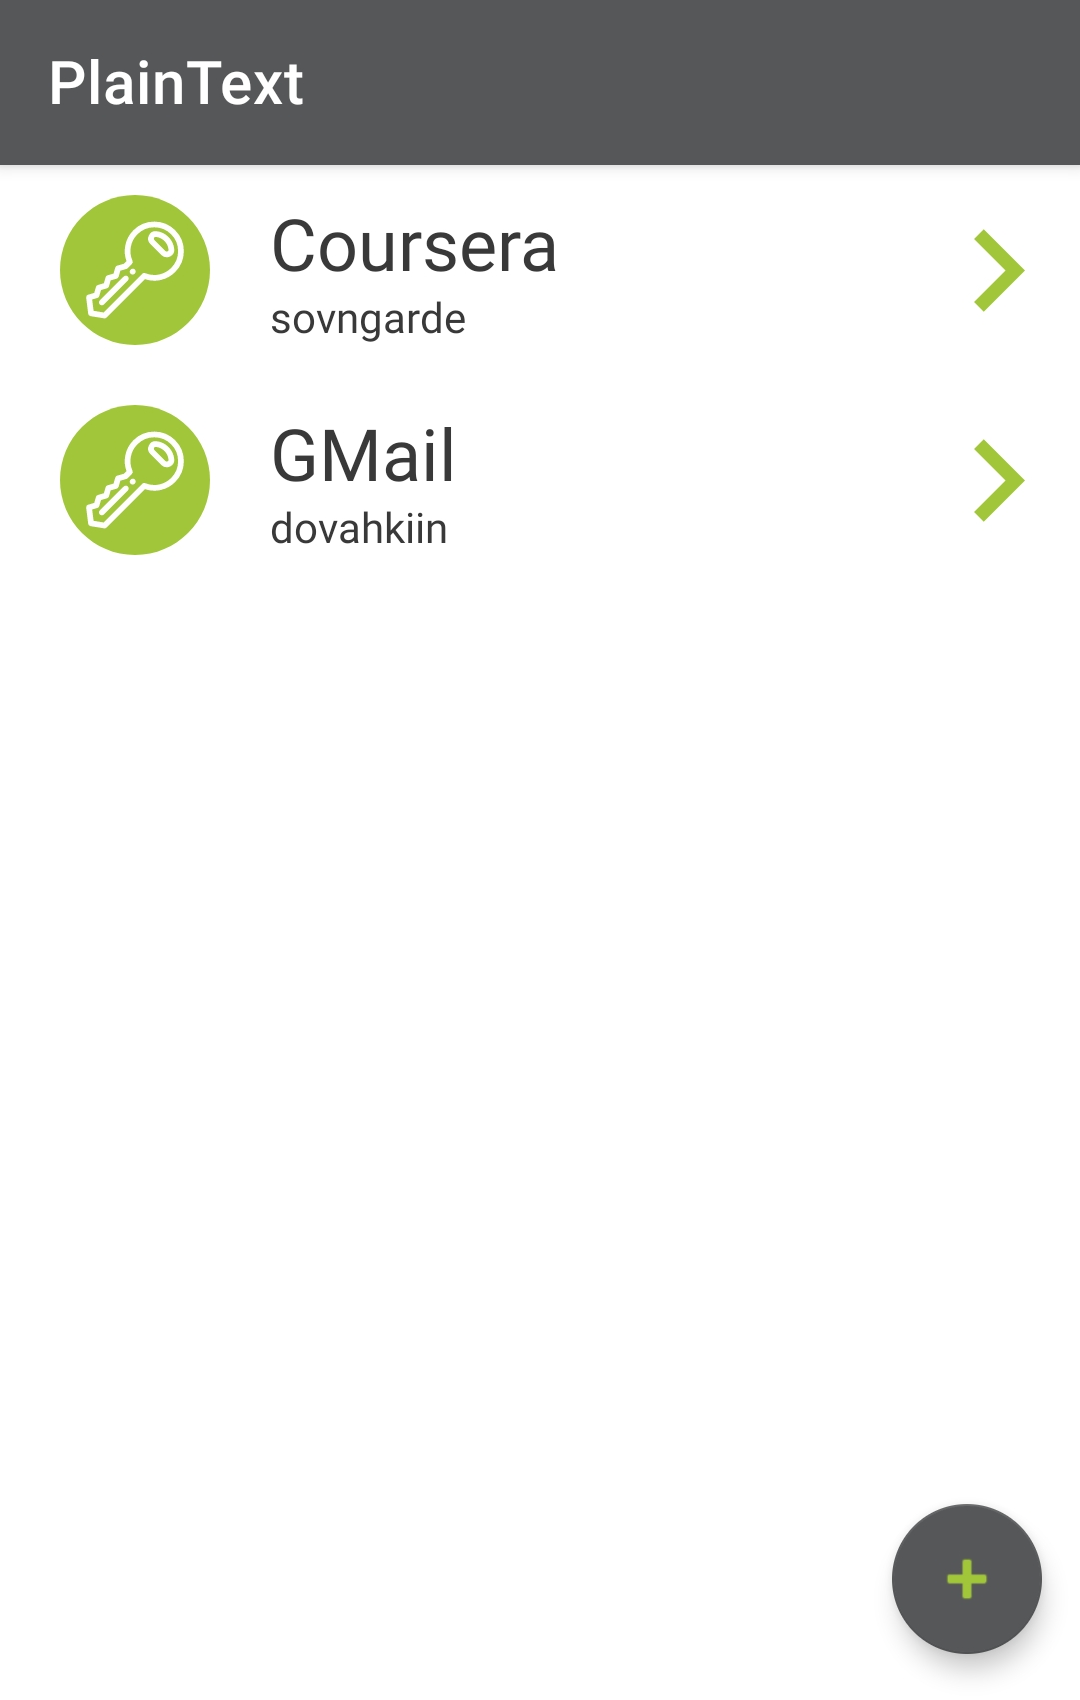 PlainText
Coursera
sovngarde
GMail
dovahkiin